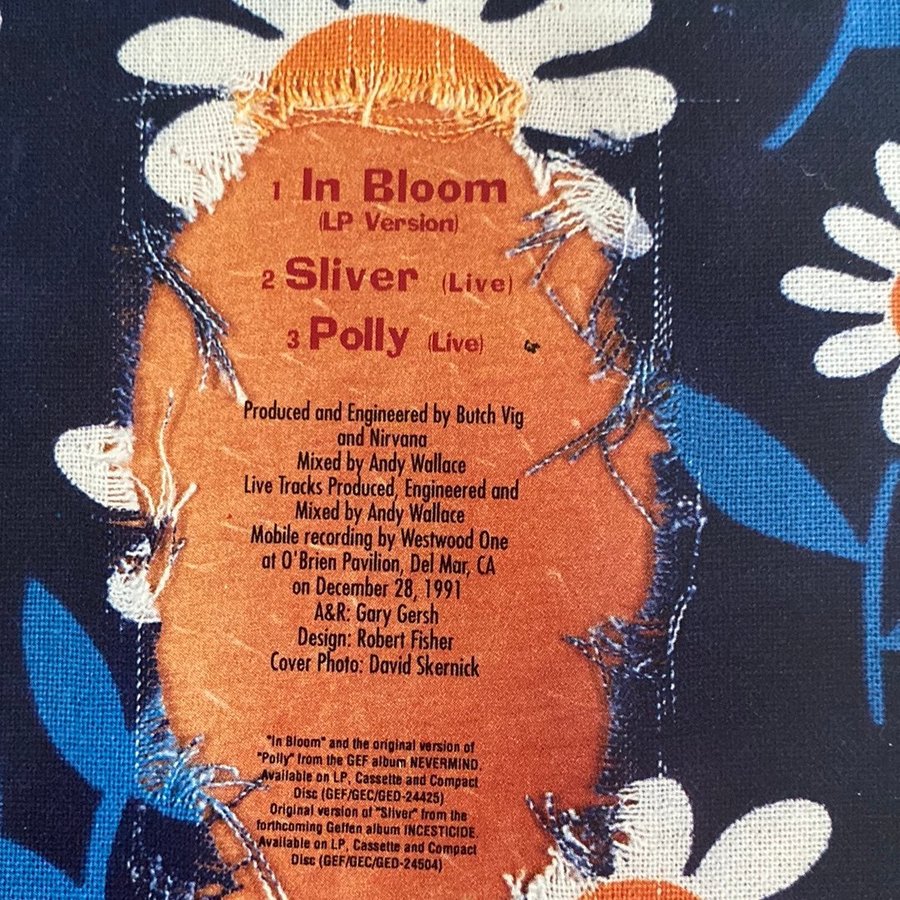 1 In Bloom
(LP Version)
2 Sliver (Live)
3 Polly (Live)
Produced and Engineered by Butch Vig
and Nirvana
Mixed by Andy Wallace
Live Tracks Produced, Engineered and
Mixed by Andy Wallace
Mobile recording by Westwood One
at O'Brien Pavilion, Del Mar, CA
on December 28, 1991
A&R: Gary Gersh
Design: Robert Fisher
Cover Photo: David Skernick
"In Bloom" and the original version of
"Polly" from the GEF album NEVERMIND.
Available on LP, Cassette and Compact
Disc (GEF/GEC/GED-24425)
Original version of "Sliver" from the
forthcoming Geffen album INCESTICIDE
Available on LP, Cassette and Compact
Disc (GEF/GEC/GED-24504)